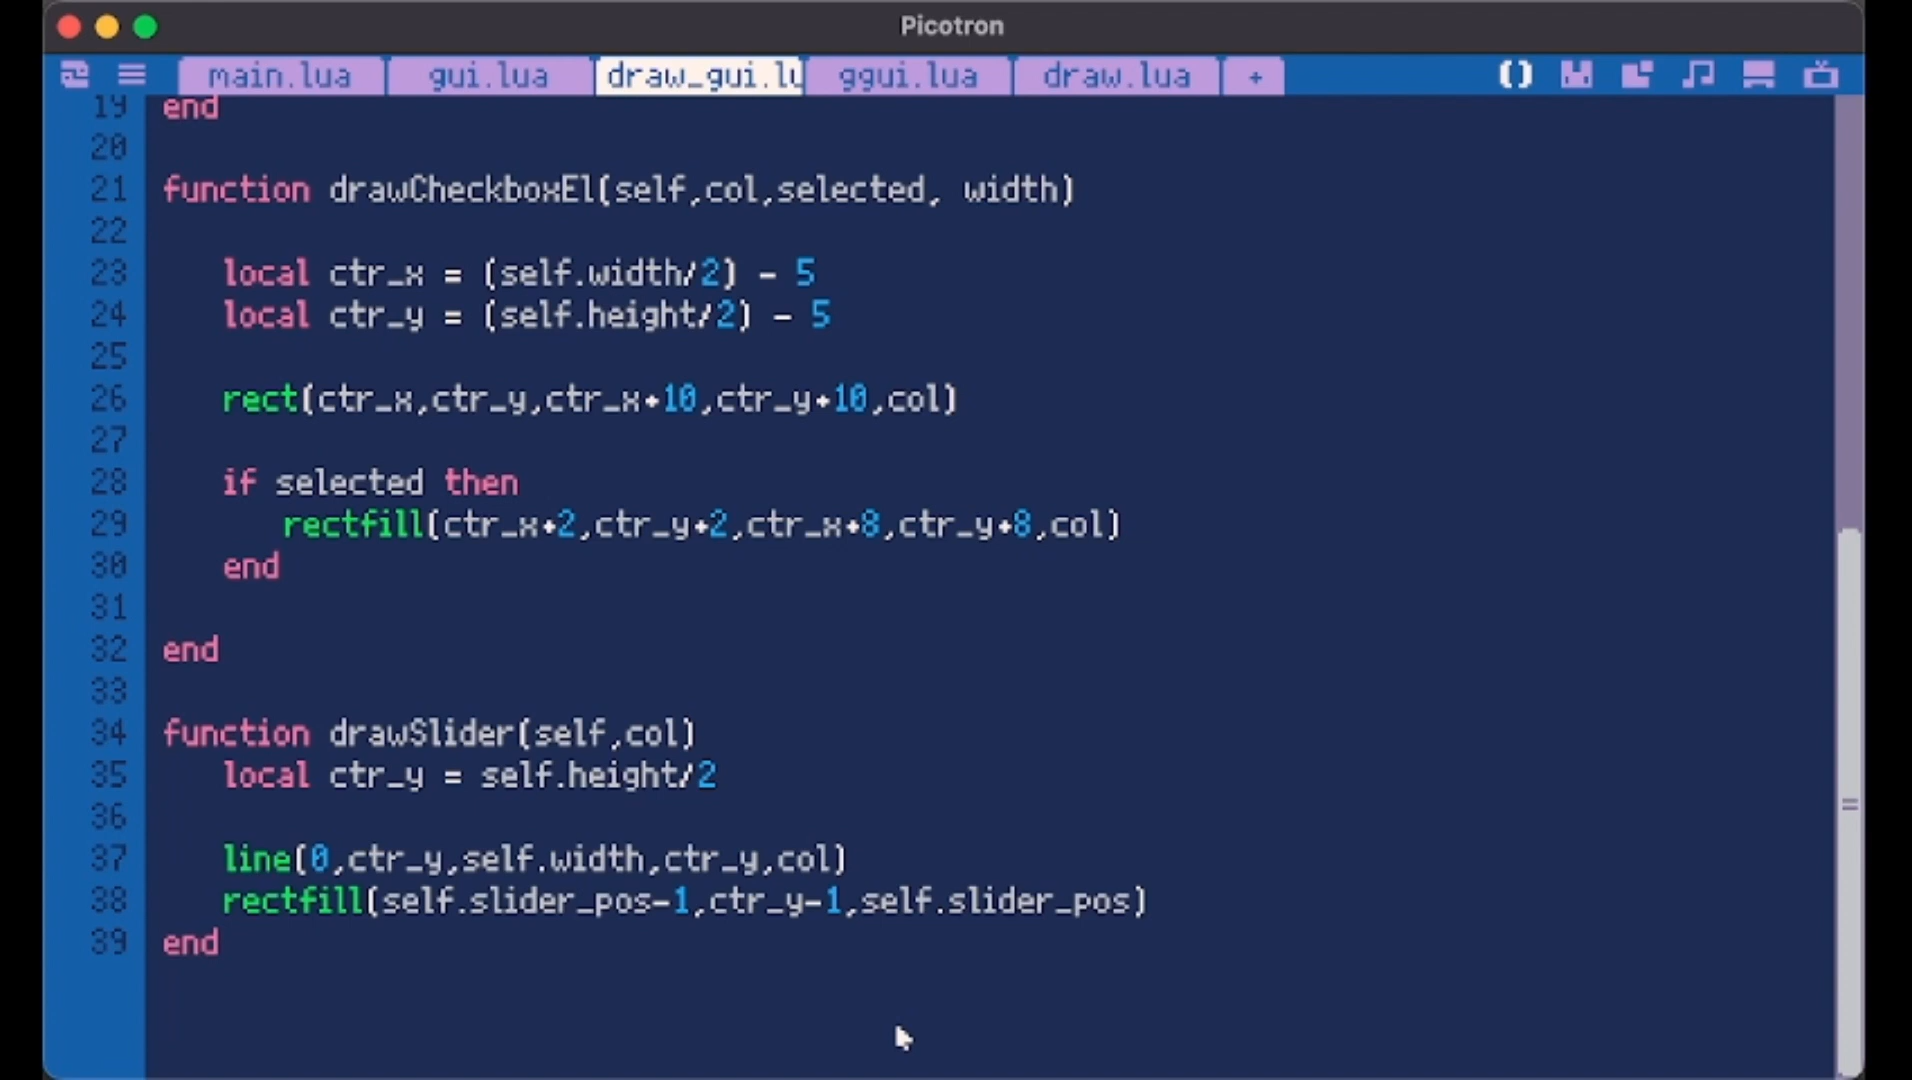 Picotron
main.lua gui.lua draw_gui.lu ggui.lua draw.lua +
19 end
20
21 function drawCheckboxEl(self,col,selected, width)
22
23 local ctr_x = (self.width/2) - 5
24 local ctr_y = (self.height/2) - 5
25
26 rect(ctr_x,ctr_y,ctr_x+10,ctr_y+10,col)
27
28 if selected then
29 rectfill(ctr_x+2,ctr_y+2,ctr_x+8,ctr_y+8,col)
30 end
31
32 end
33
34 function drawSlider(self,col)
35 local ctr_y = self.height/2
36
37 line(0,ctr_y,self.width,ctr_y,col)
38 rectfill(self.slider_pos-1,ctr_y-1,self.slider_pos)
39 end